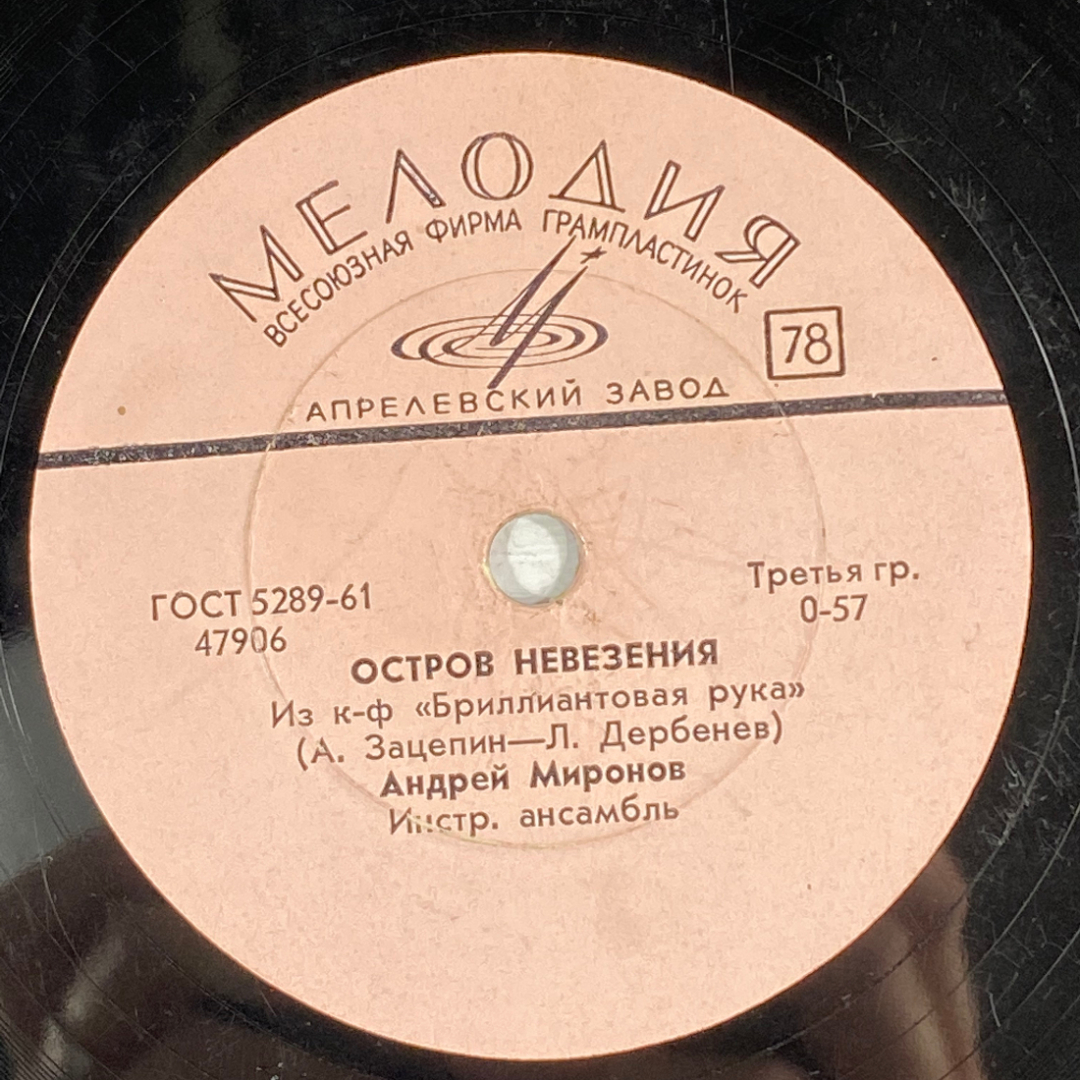 МЕЛОДИЯ
ВСЕСОЮЗНАЯ ФИРМА ГРАМПЛАСТИНОК
78
АПРЕЛЕВСКИЙ ЗАВОД
ГОСТ 5289-61
47906
Третья гр.
0-57
ОСТРОВ НЕВЕЗЕНИЯ
Из к-ф «Бриллиантовая рука»
(А. Зацепин—Л. Дербенев)
Андрей Миронов
Инстр. ансамбль